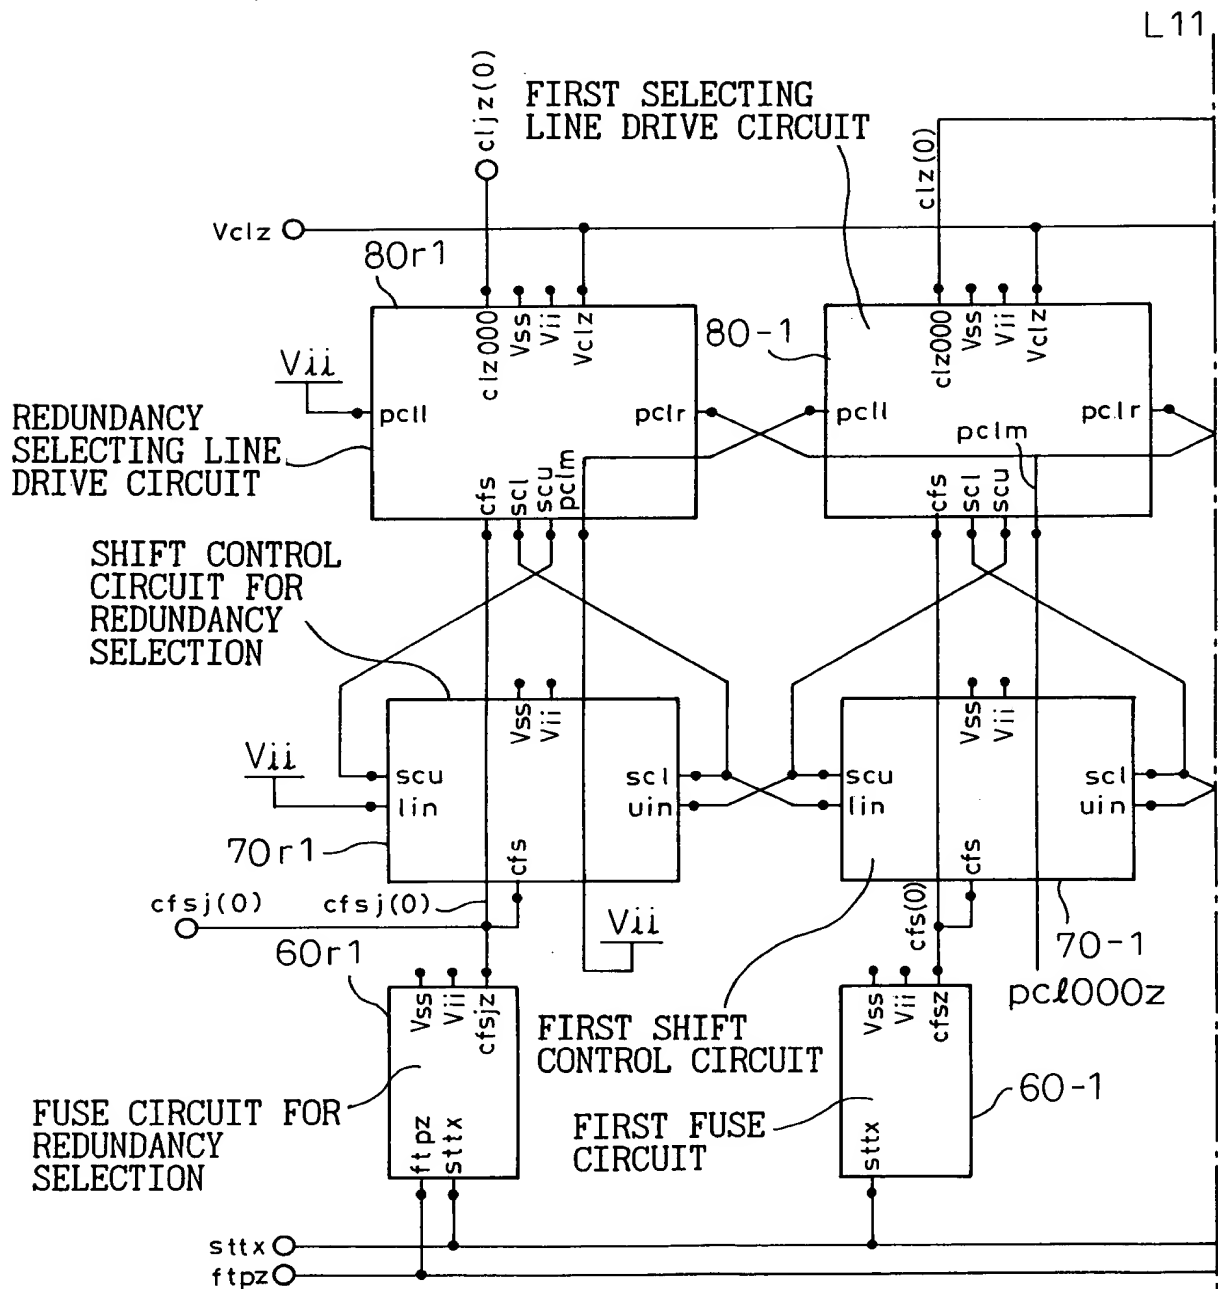 L11
cljz(0)
FIRST SELECTING
LINE DRIVE CIRCUIT
clz(0)
Vclz
80r1
clz000
Vss
Vii
Vclz
80-1
clz000
Vss
Vii
Vclz
Vii
pcll
pclr
pcll
pclr
pclm
REDUNDANCY
SELECTING LINE
DRIVE CIRCUIT
cfs
scl
scu
pclm
cfs
scl
scu
SHIFT CONTROL
CIRCUIT FOR
REDUNDANCY
SELECTION
Vss
Vii
Vss
Vii
Vii
scu
lin
scl
uin
scu
lin
scl
uin
70r1
cfs
cfs
cfsj(0)
cfsj(0)
Vii
cfs(0)
70-1
60r1
Vss
Vii
cfsjz
Vss
Vii
cfsz
pcl000z
FIRST SHIFT
CONTROL CIRCUIT
60-1
FUSE CIRCUIT FOR
REDUNDANCY
SELECTION
ftpz
sttx
FIRST FUSE
CIRCUIT
sttx
sttx
ftpz